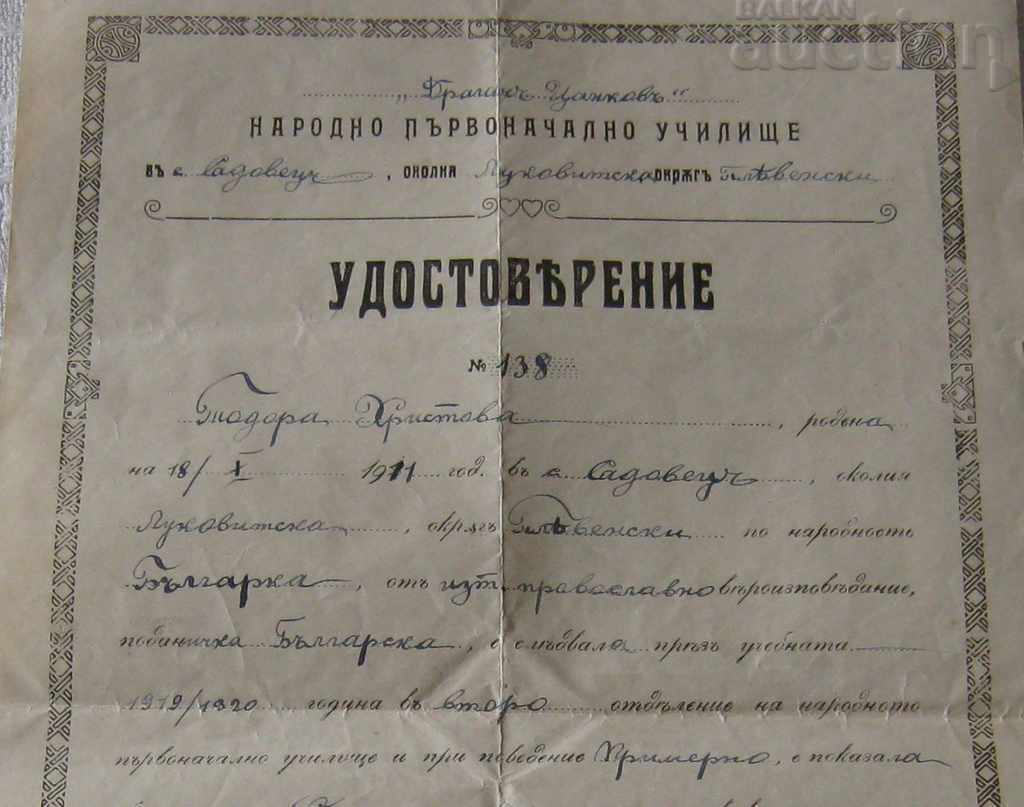 BALKAN
auction
„Драганъ Цанковъ“
НАРОДНО ПЪРВОНАЧАЛНО УЧИЛИЩЕ
въ с. Садовецъ, околия Луковитска, окрѫгъ Плѣвенски
УДОСТОВѢРЕНИЕ
№ 138
Тодора Христова, родена
на 18/X 1911 год. въ с. Садовецъ, околия
Луковитска, окрѫгъ Плѣвенски по народность
Българка, отъ изт. православно вѣроизповѣдание,
поданичка Българска, е следвала презъ учебната
1919/1920 година въ второ отдѣление на народното
първоначално училище и при поведение Примерно, е показала